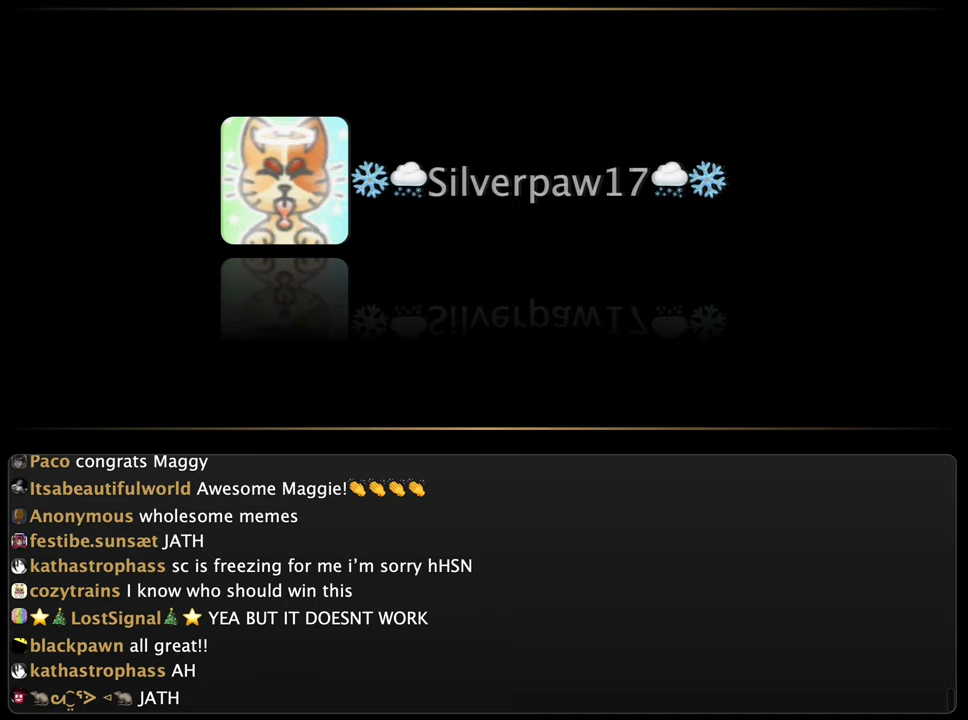 ❄️🌨️Silverpaw17🌨️❄️
Paco congrats Maggy
Itsabeautifulworld Awesome Maggie!👏👏👏👏
Anonymous wholesome memes
festibe.sunsæt JATH
kathastrophass sc is freezing for me i’m sorry hHSN
cozytrains I know who should win this
⭐🎄LostSignal🎄⭐ YEA BUT IT DOESNT WORK
blackpawn all great!!
kathastrophass AH
JATH